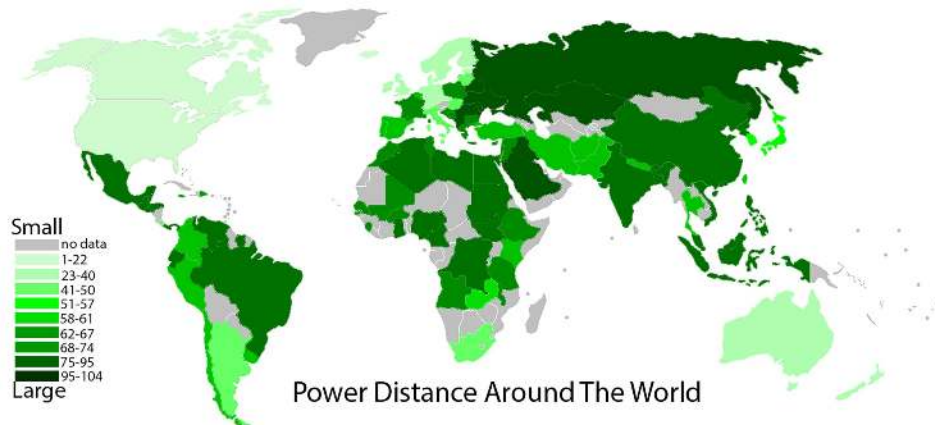 Small
no data
1-22
23-40
41-50
51-57
58-61
62-67
68-74
75-95
95-104
Large
Power Distance Around The World